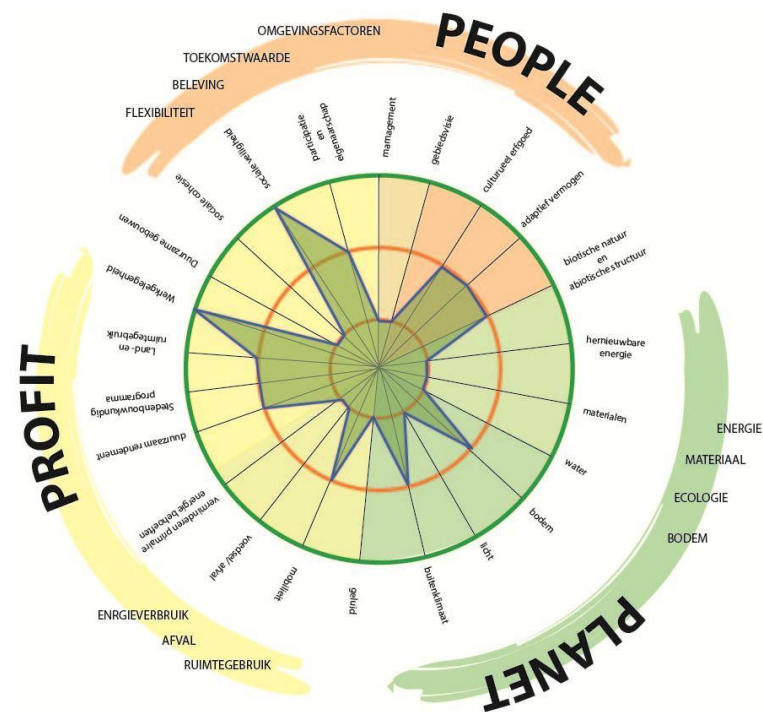 PEOPLE
OMGEVINGSFACTOREN
TOEKOMSTWAARDE
BELEVING
FLEXIBILITEIT
mamagement
gebiedsvisie
cultureel erfgoed
adaptief vermogen
biotische natuur
en
abiotische structuur
hernieuwbare
energie
materialen
water
bodem
licht
buitenklimaat
geluid
mobiliteit
voedsel/ afval
verminderen primaire
energie behoeften
duurzaam rendement
Stedenbouwkundig
programma
Land- en
ruimtegebruik
Werkgelegenheid
Duurzame gebouwen
sociale cohesie
sociale veiligheid
participatie
en
eigenaarschap
ENERGIE
MATERIAAL
ECOLOGIE
BODEM
PLANET
PROFIT
ENRGIEVERBRUIK
AFVAL
RUIMTEGEBRUIK